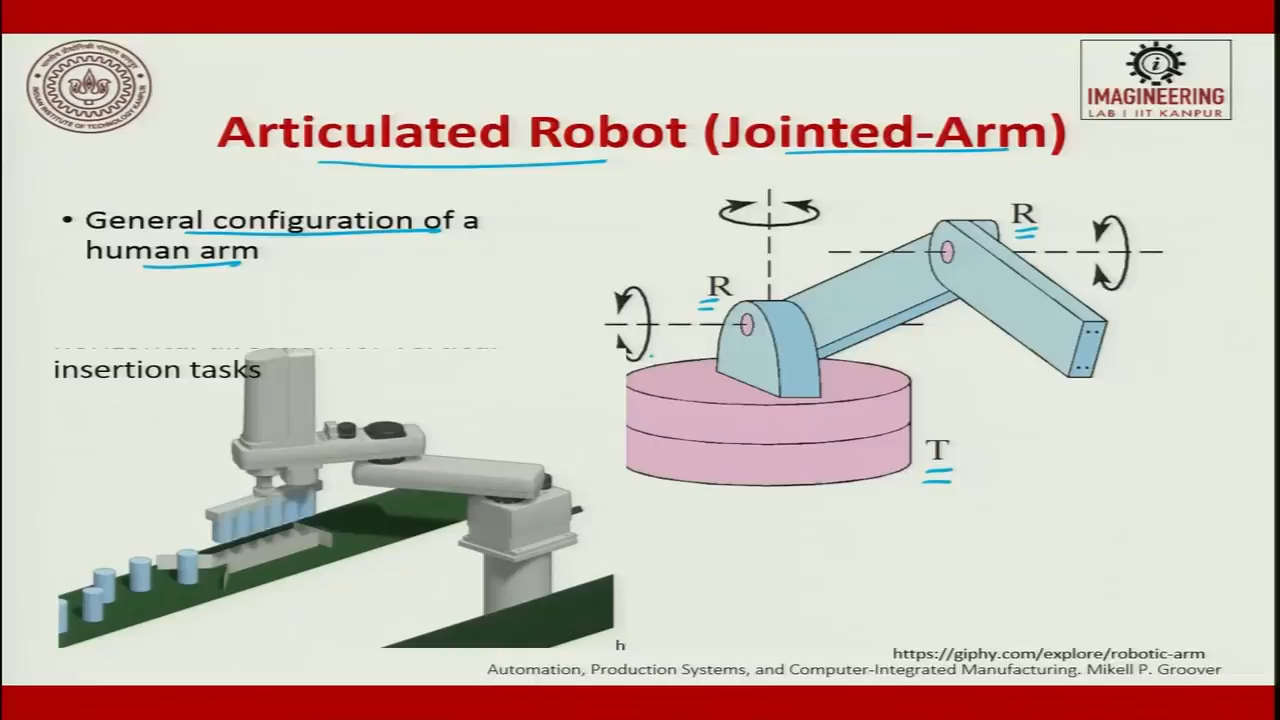 IMAGINEERING
LAB | IIT KANPUR
Articulated Robot (Jointed-Arm)
• General configuration of a
human arm
insertion tasks
R
R
T
h
https://giphy.com/explore/robotic-arm
Automation, Production Systems, and Computer-Integrated Manufacturing. Mikell P. Groover